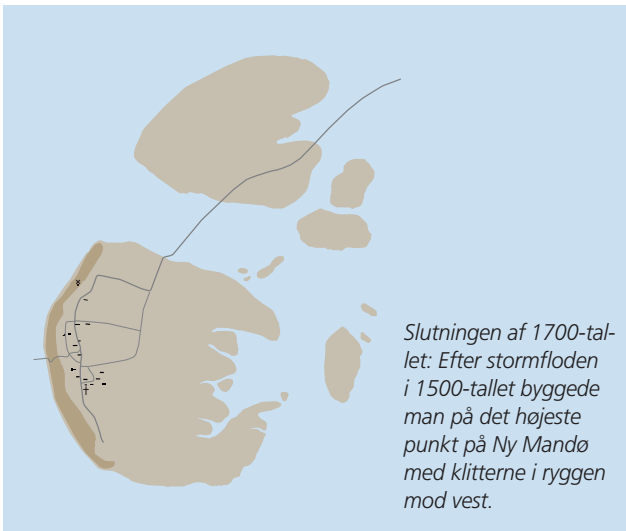 Slutningen af 1700-tal-
let: Efter stormfloden
i 1500-tallet byggede
man på det højeste
punkt på Ny Mandø
med klitterne i ryggen
mod vest.